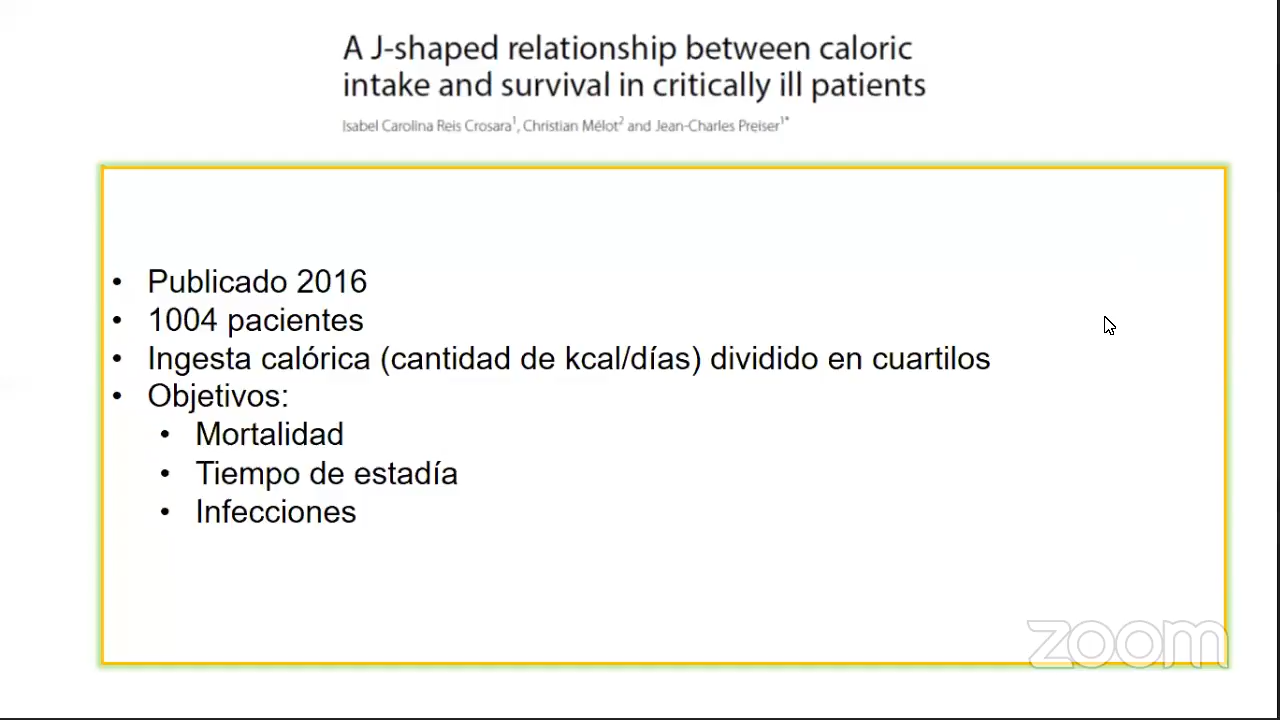 A J-shaped relationship between caloric
intake and survival in critically ill patients
Isabel Carolina Reis Crosara¹, Christian Mélot² and Jean-Charles Preiser¹*
• Publicado 2016
• 1004 pacientes
• Ingesta calórica (cantidad de kcal/días) dividido en cuartilos
• Objetivos:
• Mortalidad
• Tiempo de estadía
• Infecciones
zoom